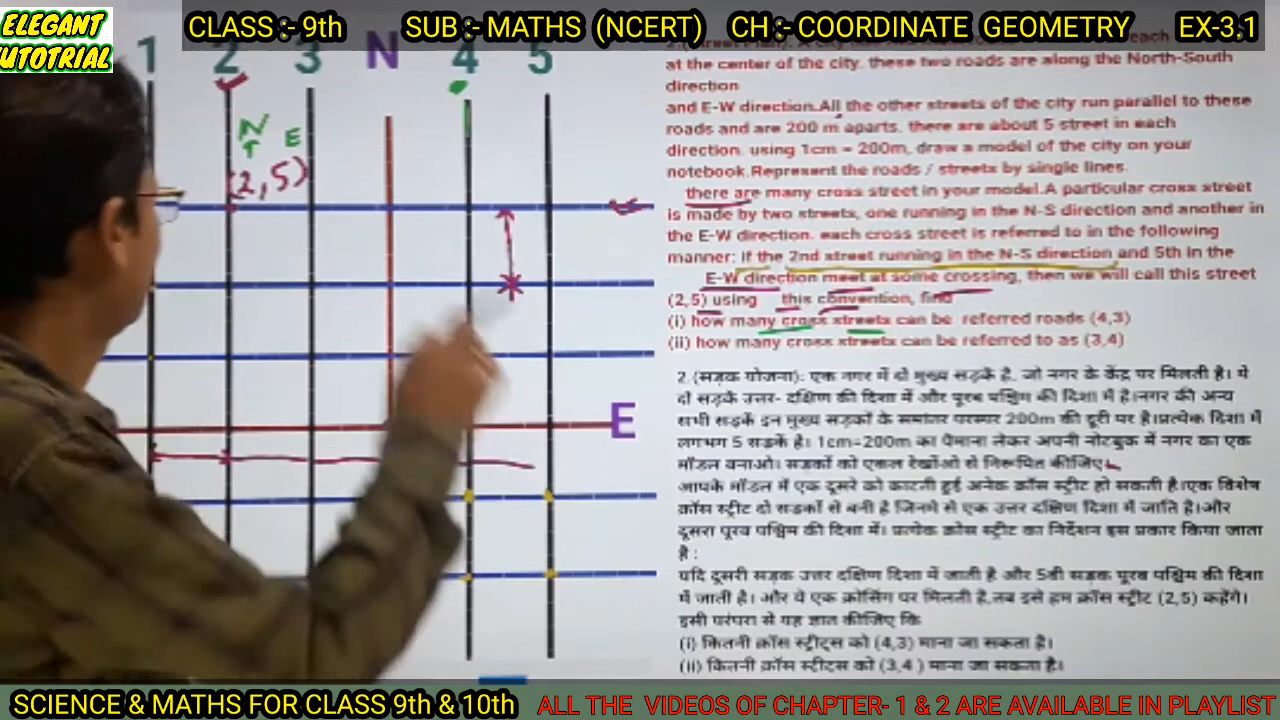 ELEGANT
TUTOTRIAL
CLASS :- 9th SUB :- MATHS (NCERT) CH :- COORDINATE GEOMETRY EX-3.1
1 2 3 N 4 5
N E
(2,5)
E
each
at the center of the city. these two roads are along the North-South
direction
and E-W direction.All the other streets of the city run parallel to these
roads and are 200 m aparts. there are about 5 street in each
direction. using 1cm = 200m, draw a model of the city on your
notebook.Represent the roads / streets by single lines.
there are many cross street in your model.A particular cross street
is made by two streets, one running in the N-S direction and another in
the E-W direction. each cross street is referred to in the following
manner: if the 2nd street running in the N-S direction and 5th in the
E-W direction meet at some crossing, then we will call this street
(2,5) using this convention, find
(i) how many cross streets can be referred roads (4,3)
(ii) how many cross streets can be referred to as (3,4)
2.(सड़क योजना): एक नगर में दो मुख्य सड़कें है, जो नगर के केंद्र पर मिलती है। ये
दो सड़कें उत्तर- दक्षिण की दिशा में और पूरब पश्चिम की दिशा में है।नगर की अन्य
सभी सड़कें इन मुख्य सड़कों के समांतर परस्पर 200m की दूरी पर है।प्रत्येक दिशा में
लगभग 5 सडकें है। 1cm=200m का पैमाना लेकर अपनी नोटबुक में नगर का एक
मॉडल बनाओ। सड़कों को एकल रेखोंओ से निरूपित कीजिए।
आपके मॉडल में एक दूसरे को काटती हुई अनेक क्रॉस स्ट्रीट हो सकती है।एक विशेष
क्रॉस स्ट्रीट दो सडकों से बनी है जिनमे से एक उत्तर दक्षिण दिशा में जाति है।और
दूसरा पूरव पश्चिम की दिशा में। प्रत्येक क्रोस स्ट्रीट का निर्देशन इस प्रकार किया जाता
है :
यदि दूसरी सड़क उत्तर दक्षिण दिशा में जाती है और 5वी सड़क पूरब पश्चिम की दिशा
में जाती है। और ये एक क्रोसिंग पर मिलती है,तब इसे हम क्रॉस स्ट्रीट (2,5) कहेंगे।
इसी परंपरा से यह ज्ञात कीजिए कि
(i) कितनी क्रॉस स्ट्रीट्स को (4,3) माना जा सकता है।
(ii) कितनी क्रॉस स्टीटस को (3,4 ) माना जा सकता है।
SCIENCE & MATHS FOR CLASS 9th & 10th ALL THE VIDEOS OF CHAPTER- 1 & 2 ARE AVAILABLE IN PLAYLIST